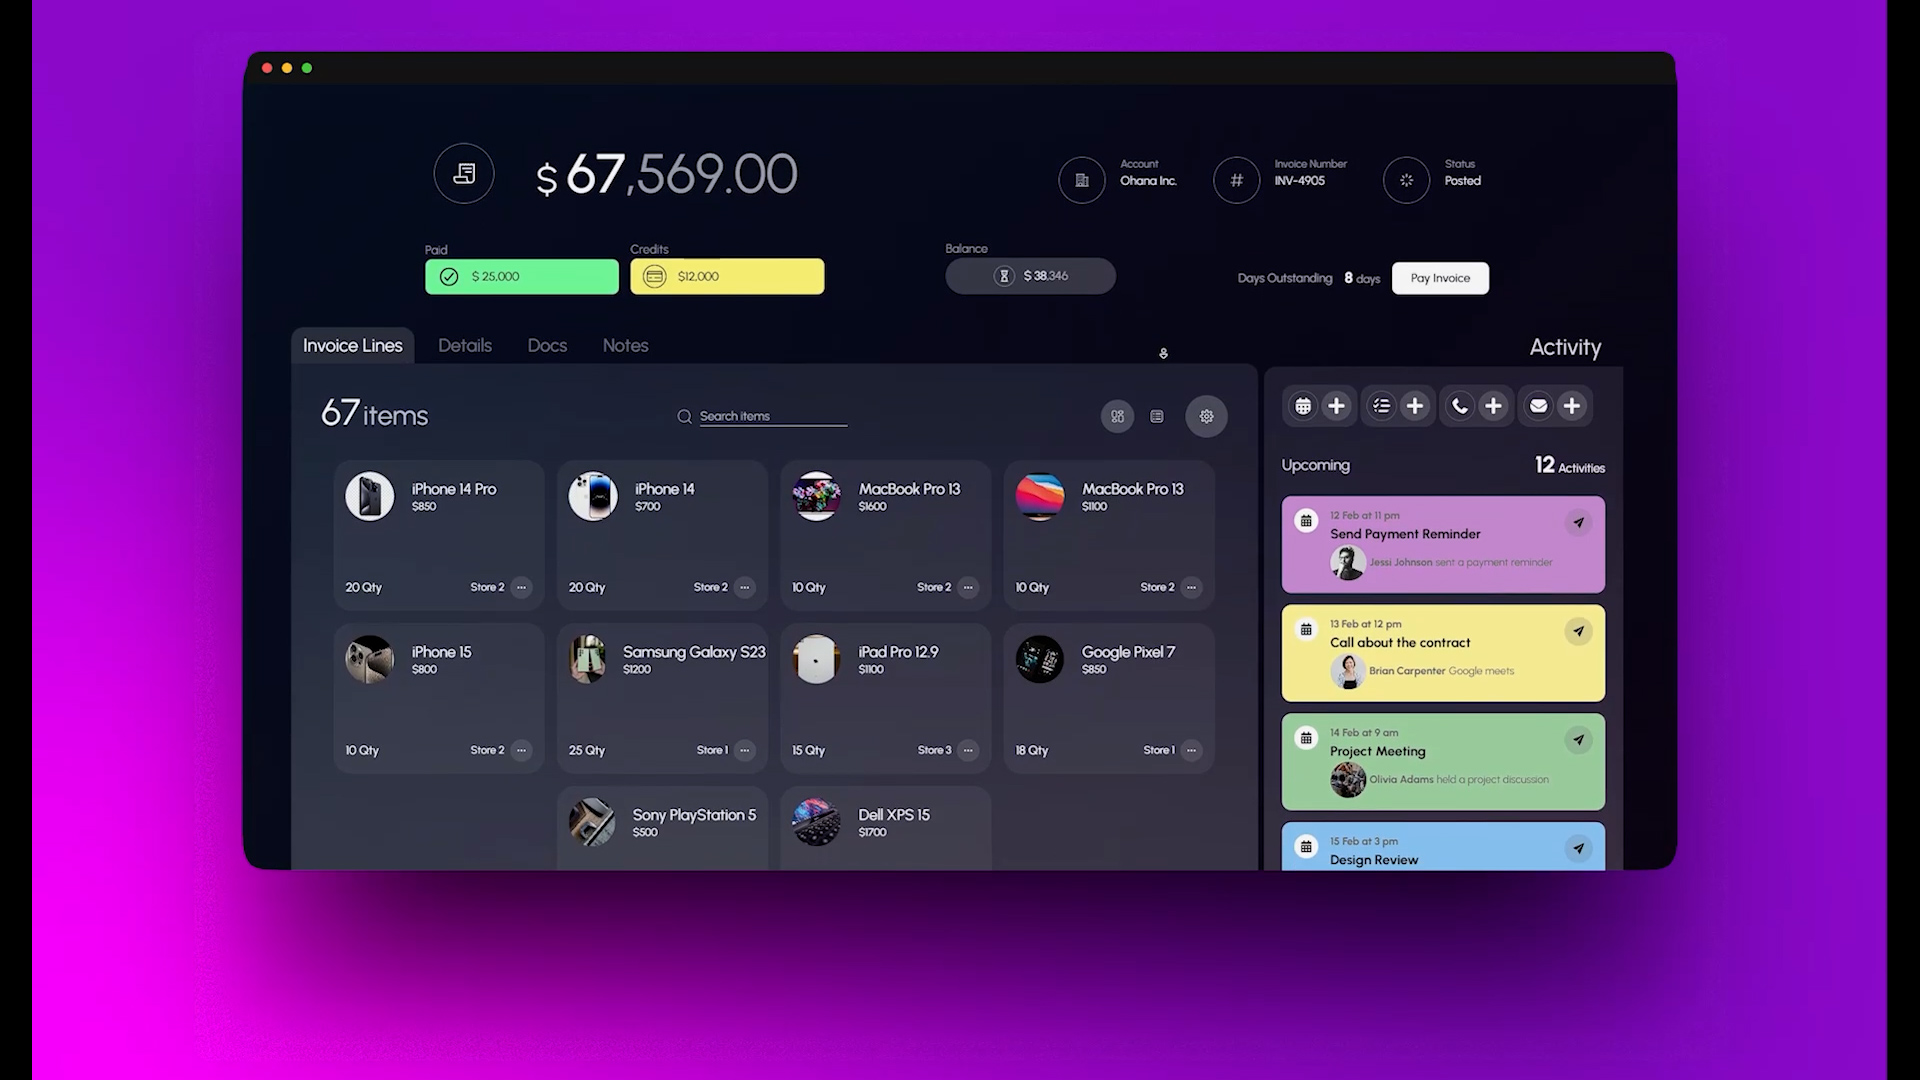 $ 67,569.00
Account
Ohana Inc.
#
Invoice Number
INV-4905
Status
Posted
Paid
$ 25,000
Credits
$12,000
Balance
$ 38,346
Days Outstanding 8 days
Pay Invoice
Invoice Lines
Details
Docs
Notes
Activity
67 items
Search items
iPhone 14 Pro
$850
20 Qty
Store 2
iPhone 14
$700
20 Qty
Store 2
MacBook Pro 13
$1600
10 Qty
Store 2
MacBook Pro 13
$1100
10 Qty
Store 2
iPhone 15
$800
10 Qty
Store 2
Samsung Galaxy S23
$1200
25 Qty
Store 1
iPad Pro 12.9
$1100
15 Qty
Store 3
Google Pixel 7
$850
18 Qty
Store 1
Sony PlayStation 5
$500
Dell XPS 15
$1700
Upcoming
12 Activities
12 Feb at 11 pm
Send Payment Reminder
Jessi Johnson sent a payment reminder
13 Feb at 12 pm
Call about the contract
Brian Carpenter Google meets
14 Feb at 9 am
Project Meeting
Olivia Adams held a project discussion
15 Feb at 3 pm
Design Review